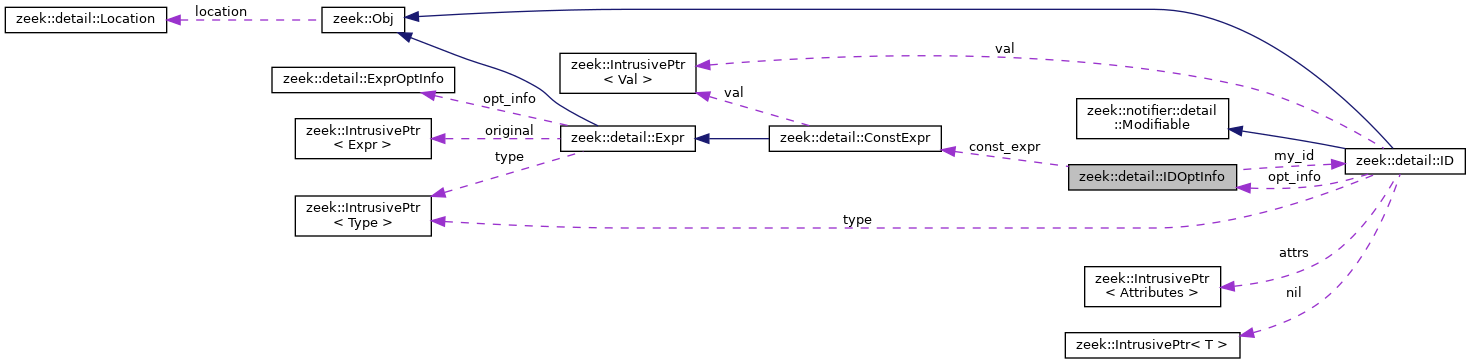 zeek::detail::Location
location
zeek::Obj
val
zeek::IntrusivePtr
< Val >
zeek::detail::ExprOptInfo
opt_info
val
zeek::notifier::detail
::Modifiable
zeek::IntrusivePtr
< Expr >
original
zeek::detail::Expr
zeek::detail::ConstExpr
const_expr
my_id
zeek::detail::ID
type
zeek::detail::IDOptInfo
opt_info
zeek::IntrusivePtr
< Type >
type
attrs
zeek::IntrusivePtr
< Attributes >
nil
zeek::IntrusivePtr< T >